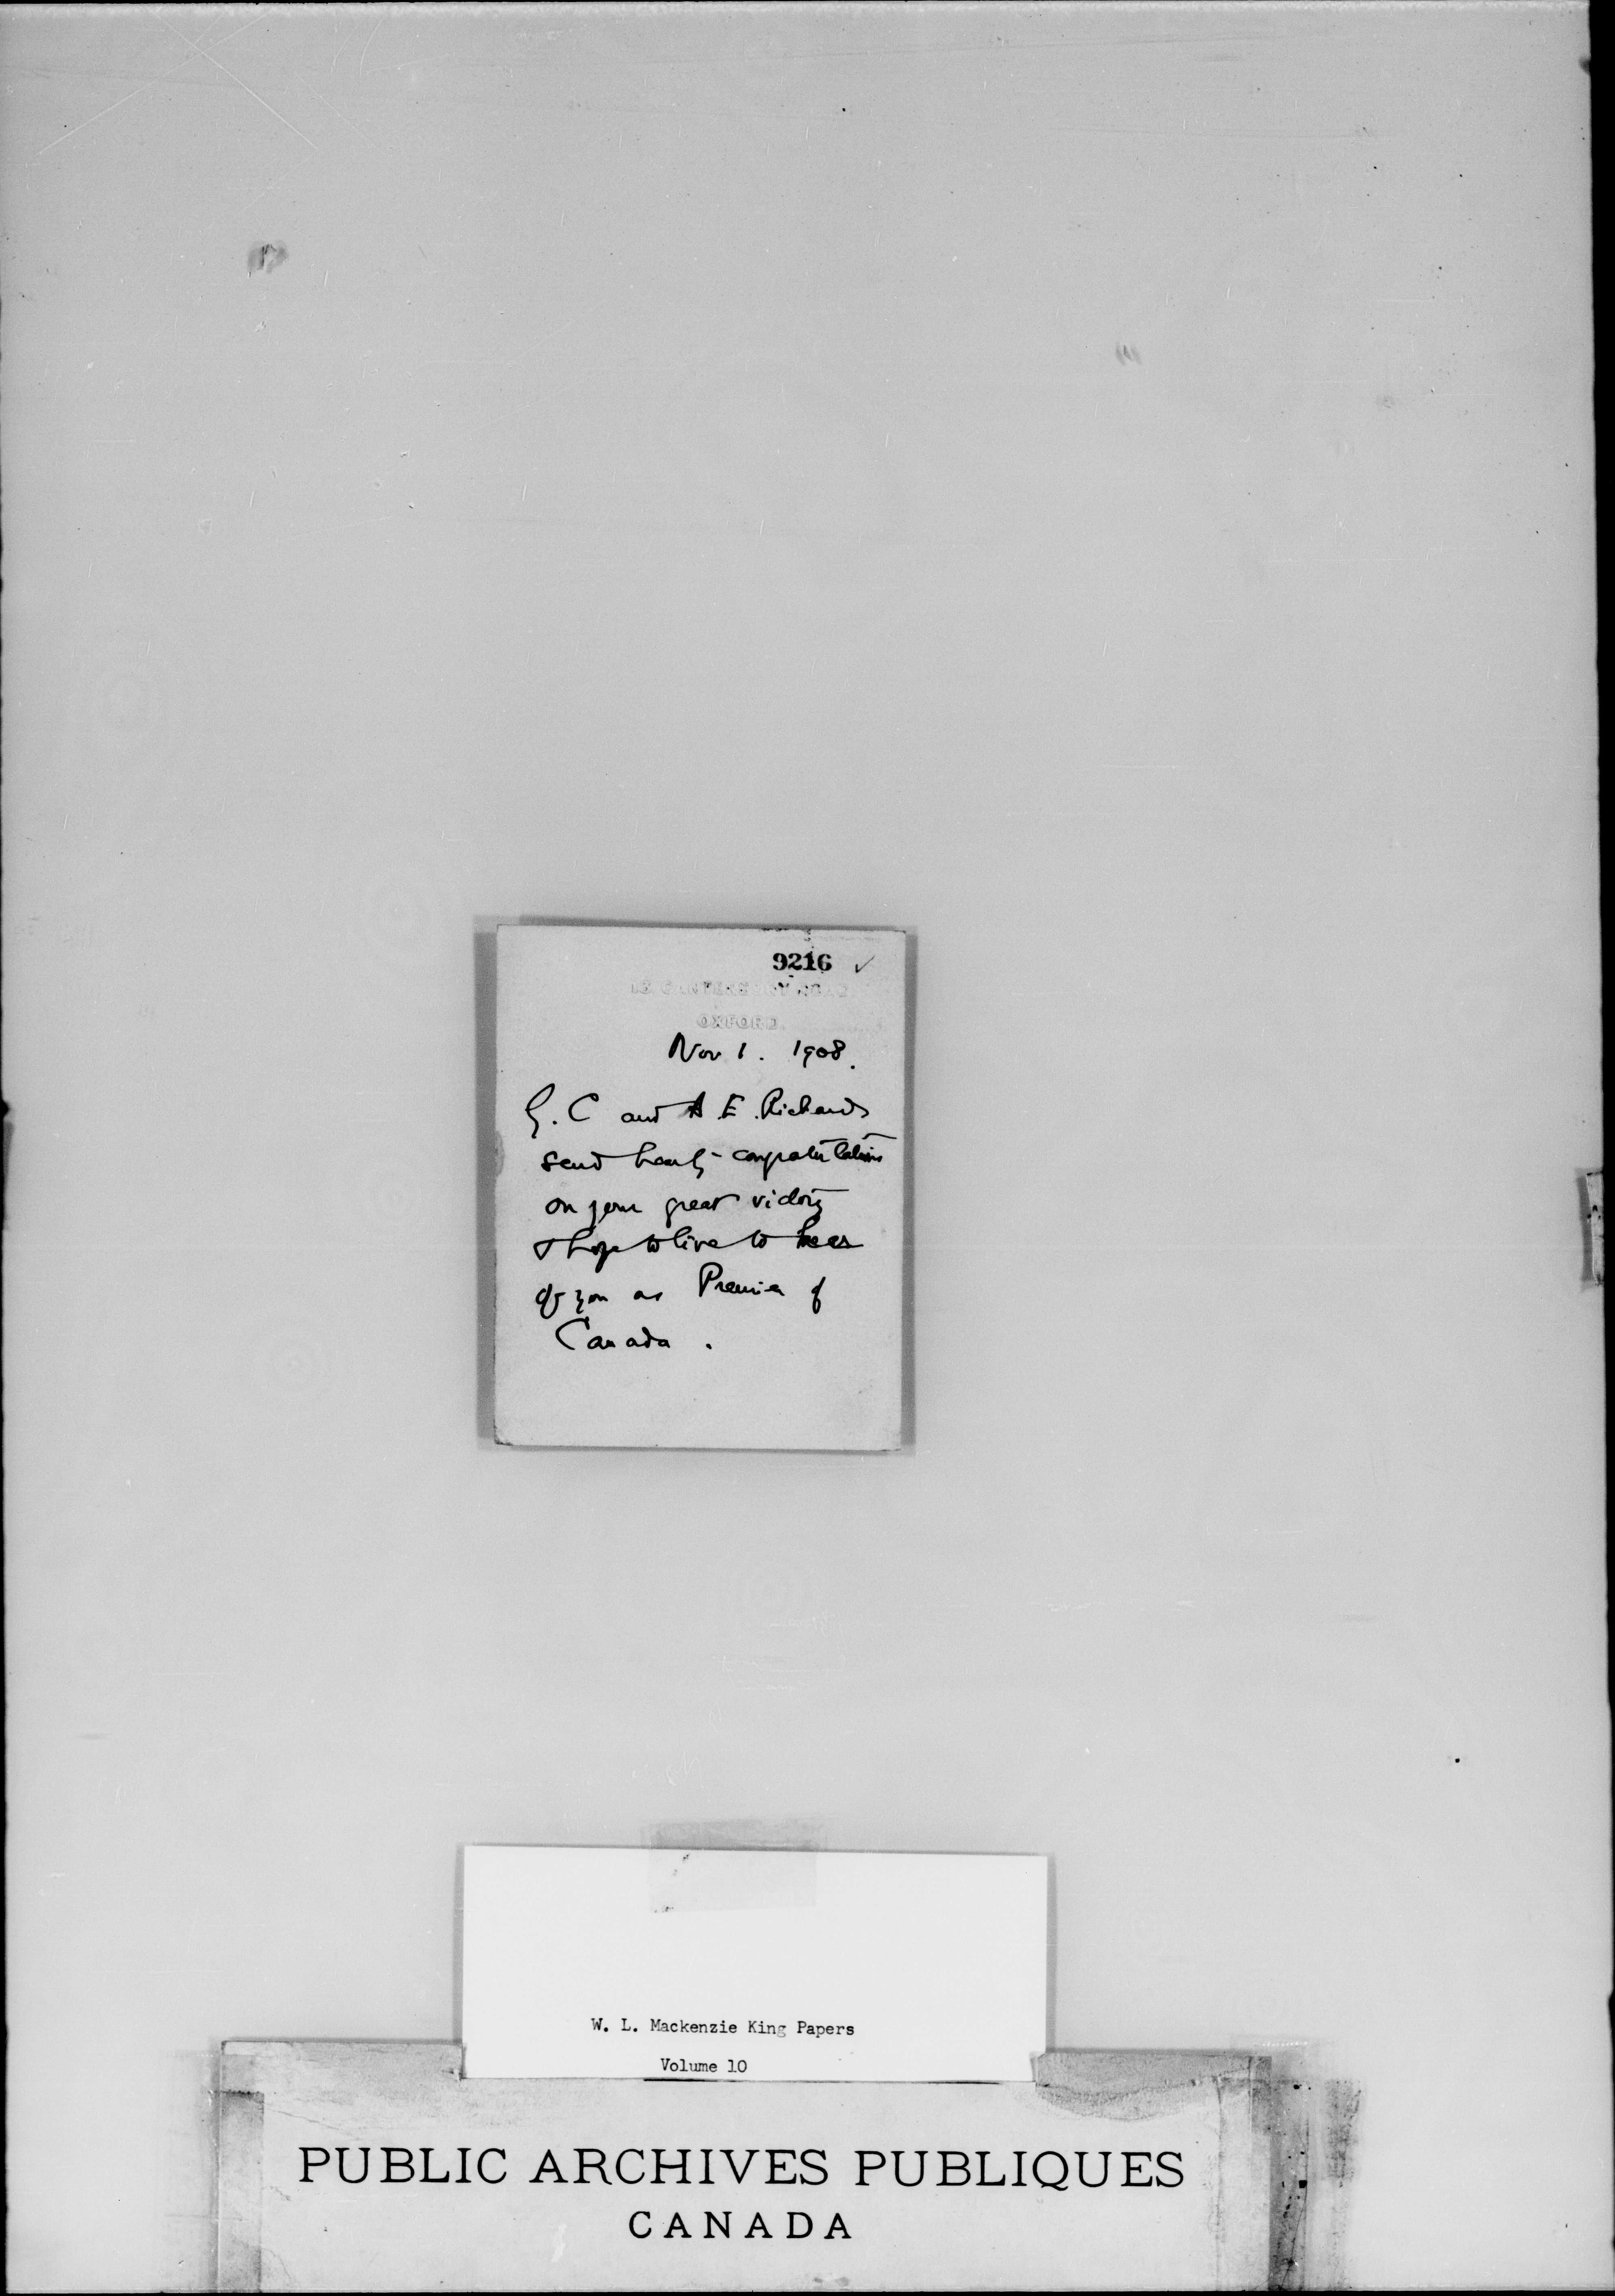 9216 ✓
OXFORD.
Nov 1. 1908.
G. C and A. E. Richards
send hearty congratulations
on your great victory
& hope to live to hear
of you as Premier of
Canada.
W. L. Mackenzie King Papers
Volume 10
PUBLIC ARCHIVES PUBLIQUES
CANADA